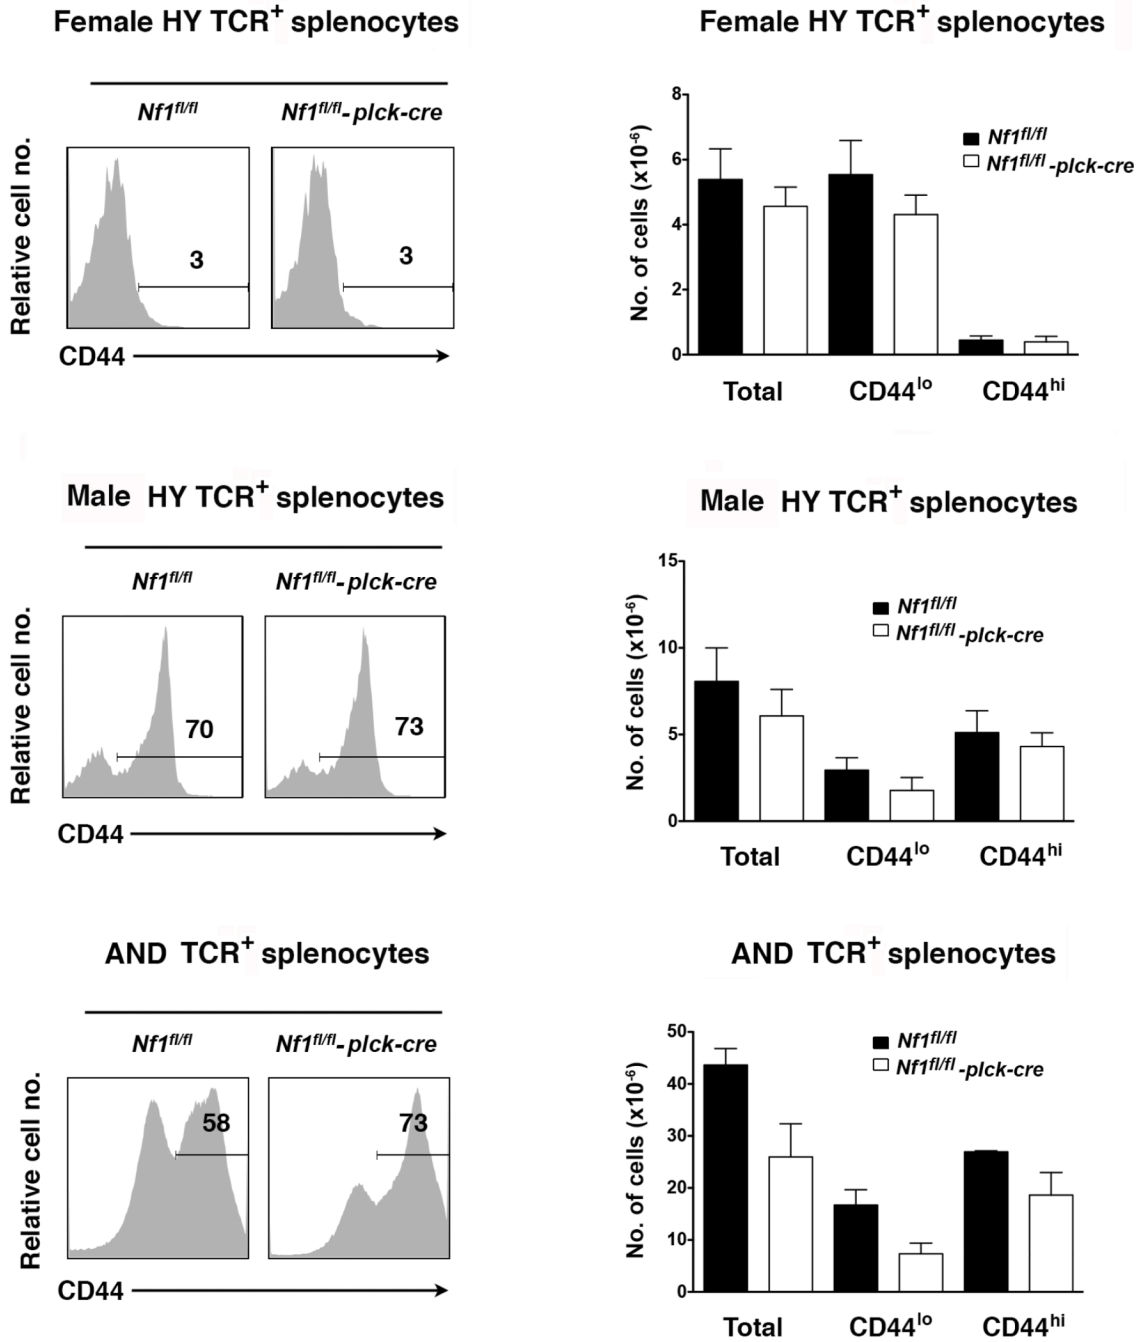 Female HY TCR+ splenocytes
Nf1fl/fl
Nf1fl/fl-plck-cre
Relative cell no.
3
3
CD44
Female HY TCR+ splenocytes
No. of cells (x10-6)
8
6
4
2
0
Nf1fl/fl
Nf1fl/fl-plck-cre
Total
CD44lo
CD44hi
Male HY TCR+ splenocytes
Nf1fl/fl
Nf1fl/fl-plck-cre
Relative cell no.
70
73
CD44
Male HY TCR+ splenocytes
No. of cells (x10-6)
15
10
5
0
Nf1fl/fl
Nf1fl/fl-plck-cre
Total
CD44lo
CD44hi
AND TCR+ splenocytes
Nf1fl/fl
Nf1fl/fl-plck-cre
Relative cell no.
58
73
CD44
AND TCR+ splenocytes
No. of cells (x10-6)
50
40
30
20
10
0
Nf1fl/fl
Nf1fl/fl-plck-cre
Total
CD44lo
CD44hi